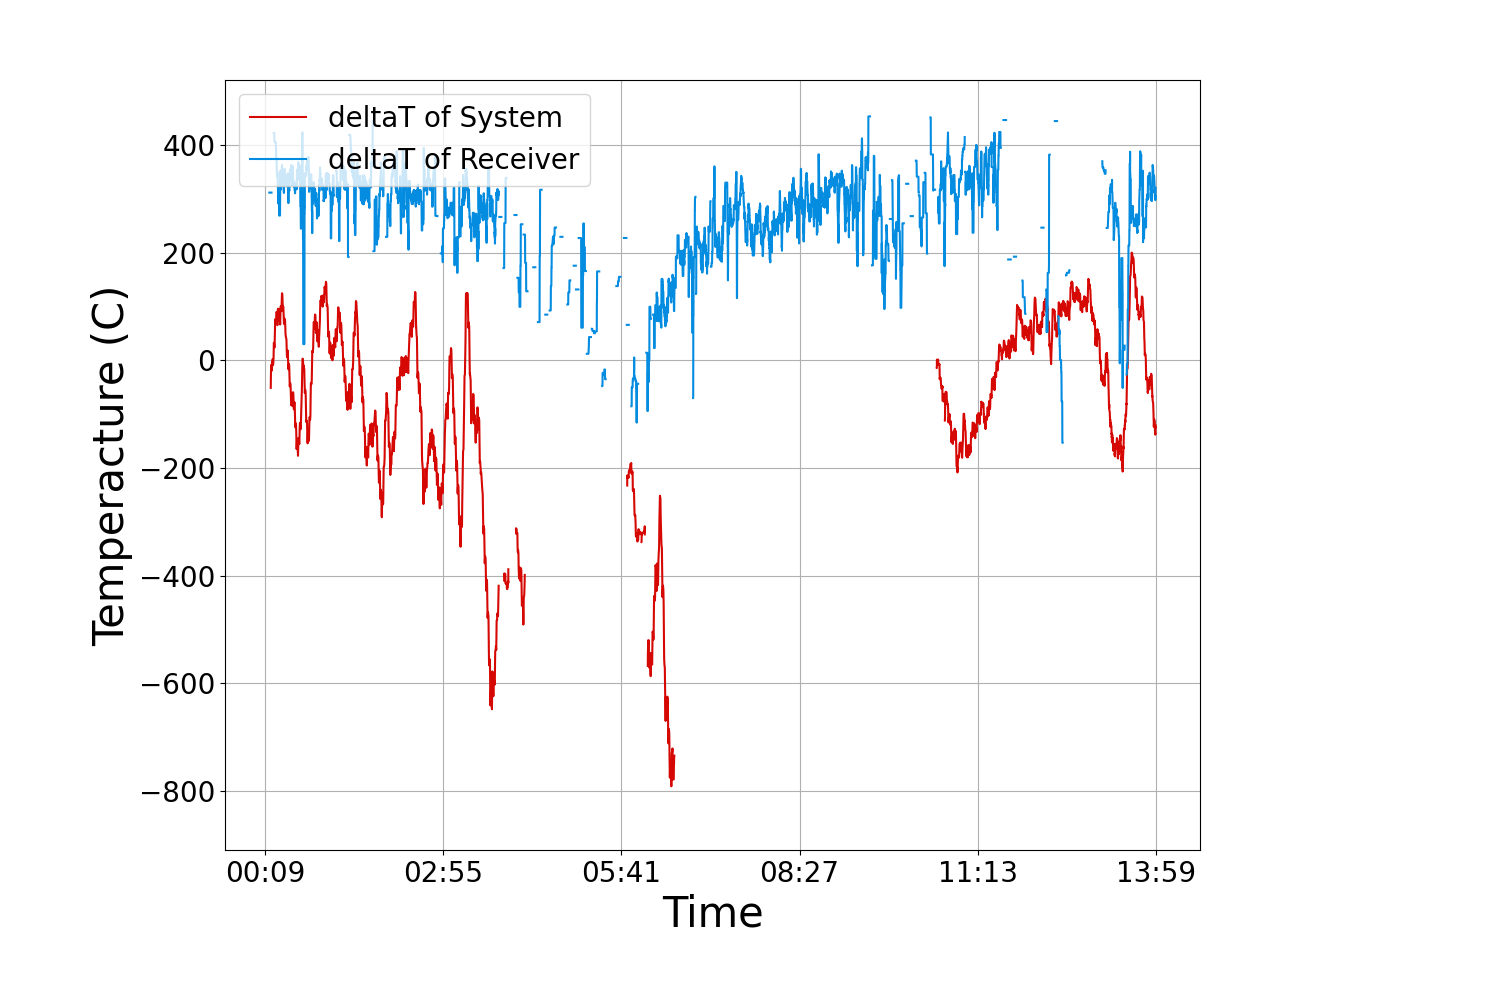 deltaT of System
deltaT of Receiver
400
200
0
−200
−400
−600
−800
Temperacture (C)
00:09 02:55 05:41 08:27 11:13 13:59
Time